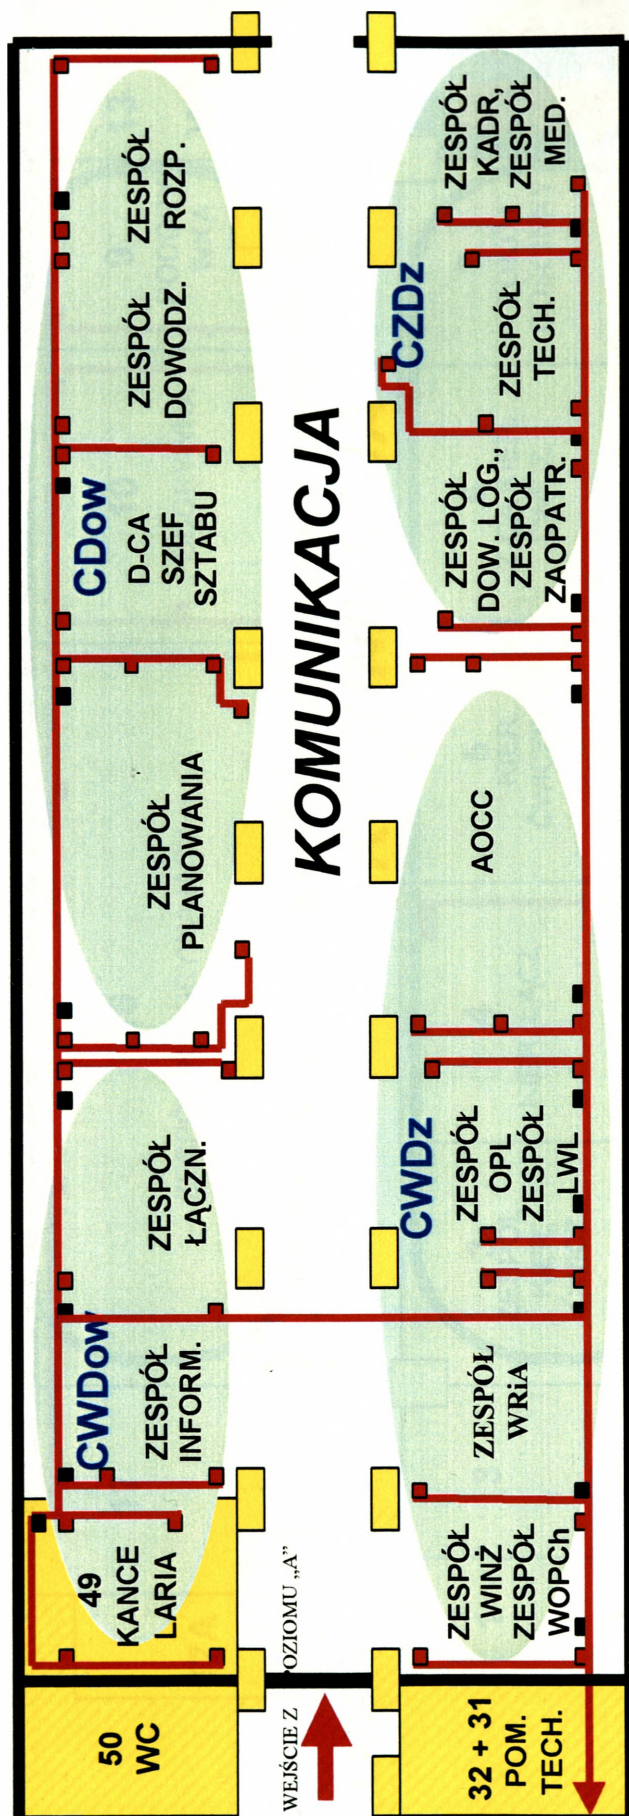 50
WC
49
KANCE
LARIA
CWDow
ZESPÓŁ
INFORM.
ZESPÓŁ
ŁĄCZN.
ZESPÓŁ
PLANOWANIA
CDow
D-CA
SZEF
SZTABU
ZESPÓŁ
DOWODZ.
ZESPÓŁ
ROZP.
WEJŚCIE Z
POZIOMU „A”
KOMUNIKACJA
32 + 31
POM.
TECH.
ZESPÓŁ
WINŻ
ZESPÓŁ
WOPCh
ZESPÓŁ
WRiA
CWDz
ZESPÓŁ
OPL
ZESPÓŁ
LWL
AOCC
ZESPÓŁ
DOW. LOG.,
ZESPÓŁ
ZAOPATR.
CZDz
ZESPÓŁ
TECH.
ZESPÓŁ
KADR,
ZESPÓŁ
MED.